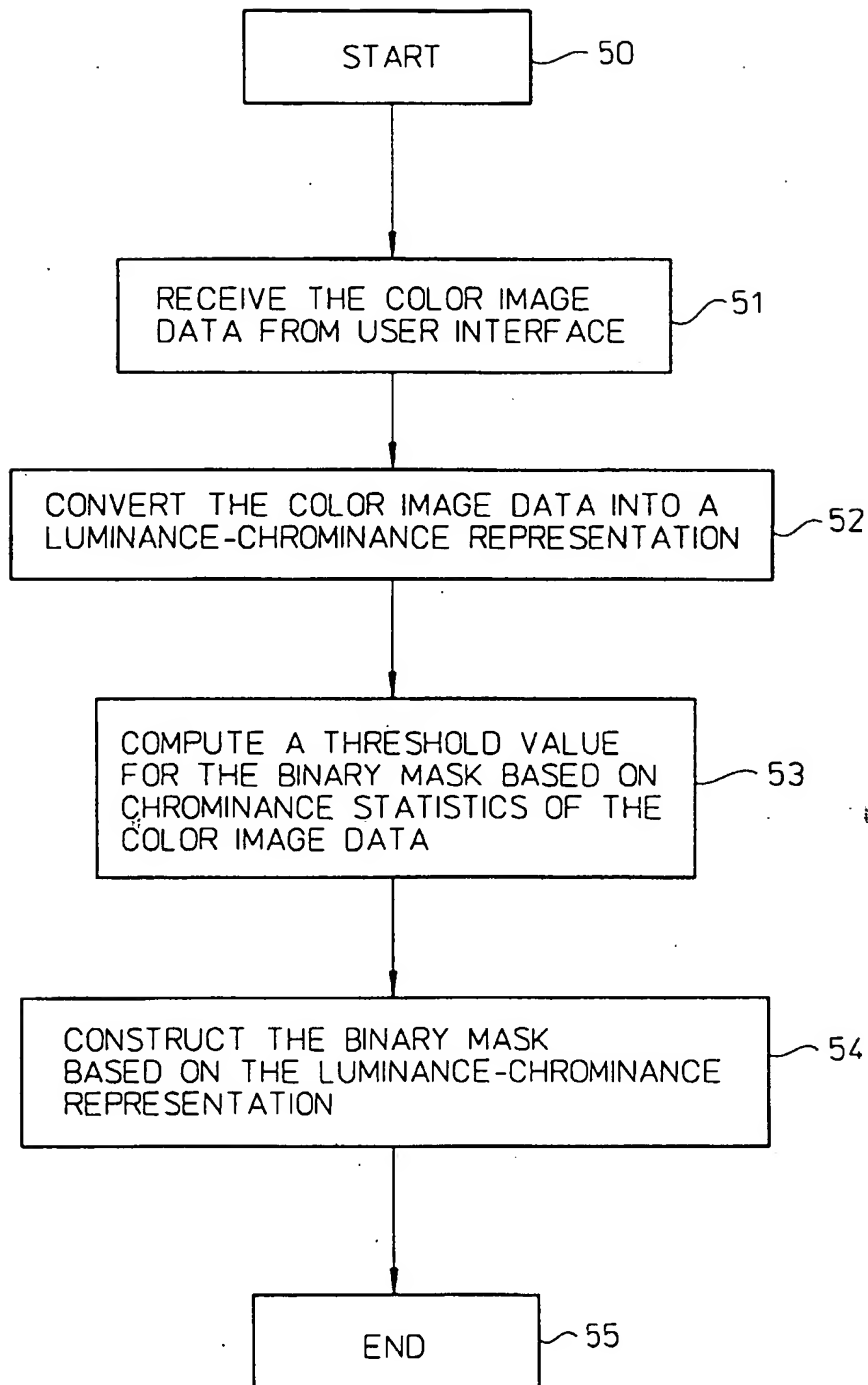 START
50
RECEIVE THE COLOR IMAGE
DATA FROM USER INTERFACE
51
CONVERT THE COLOR IMAGE DATA INTO A
LUMINANCE-CHROMINANCE REPRESENTATION
52
COMPUTE A THRESHOLD VALUE
FOR THE BINARY MASK BASED ON
CHROMINANCE STATISTICS OF THE
COLOR IMAGE DATA
53
CONSTRUCT THE BINARY MASK
BASED ON THE LUMINANCE-CHROMINANCE
REPRESENTATION
54
END
55